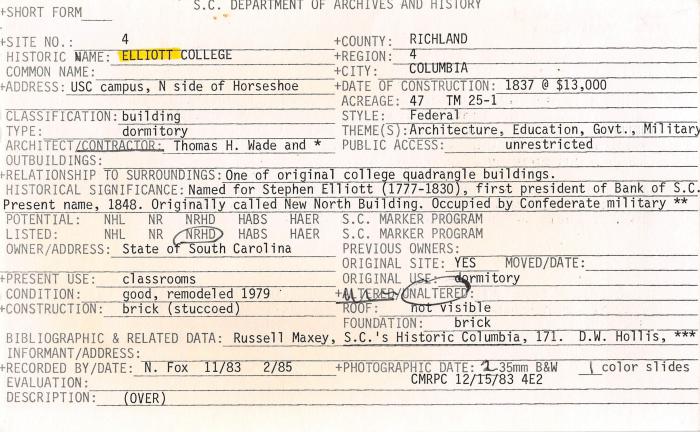 S.C. DEPARTMENT OF ARCHIVES AND HISTORY
+SHORT FORM
+SITE NO.: 4 +COUNTY: RICHLAND
HISTORIC NAME: ELLIOTT COLLEGE +REGION: 4
COMMON NAME: +CITY: COLUMBIA
+ADDRESS: USC campus, N side of Horseshoe +DATE OF CONSTRUCTION: 1837 @ $13,000
ACREAGE: 47 TM 25-1
CLASSIFICATION: building STYLE: Federal
TYPE: dormitory THEME(S): Architecture, Education, Govt., Military
ARCHITECT/CONTRACTOR: Thomas H. Wade and * PUBLIC ACCESS: unrestricted
OUTBUILDINGS:
+RELATIONSHIP TO SURROUNDINGS: One of original college quadrangle buildings.
HISTORICAL SIGNIFICANCE: Named for Stephen Elliott (1777-1830), first president of Bank of S.C.
Present name, 1848. Originally called New North Building. Occupied by Confederate military **
POTENTIAL: NHL NR NRHD HABS HAER S.C. MARKER PROGRAM
LISTED: NHL NR NRHD HABS HAER S.C. MARKER PROGRAM
OWNER/ADDRESS: State of South Carolina PREVIOUS OWNERS:
ORIGINAL SITE: YES MOVED/DATE:
+PRESENT USE: classrooms ORIGINAL USE: dormitory
CONDITION: good, remodeled 1979 +ALTERED/UNALTERED:
+CONSTRUCTION: brick (stuccoed) ROOF: not visible
FOUNDATION: brick
BIBLIOGRAPHIC & RELATED DATA: Russell Maxey, S.C.'s Historic Columbia, 171. D.W. Hollis, ***
INFORMANT/ADDRESS:
+RECORDED BY/DATE: N. Fox 11/83 2/85 +PHOTOGRAPHIC DATE: 2 35mm B&W 1 color slides
EVALUATION: CMRPC 12/15/83 4E2
DESCRIPTION: (OVER)